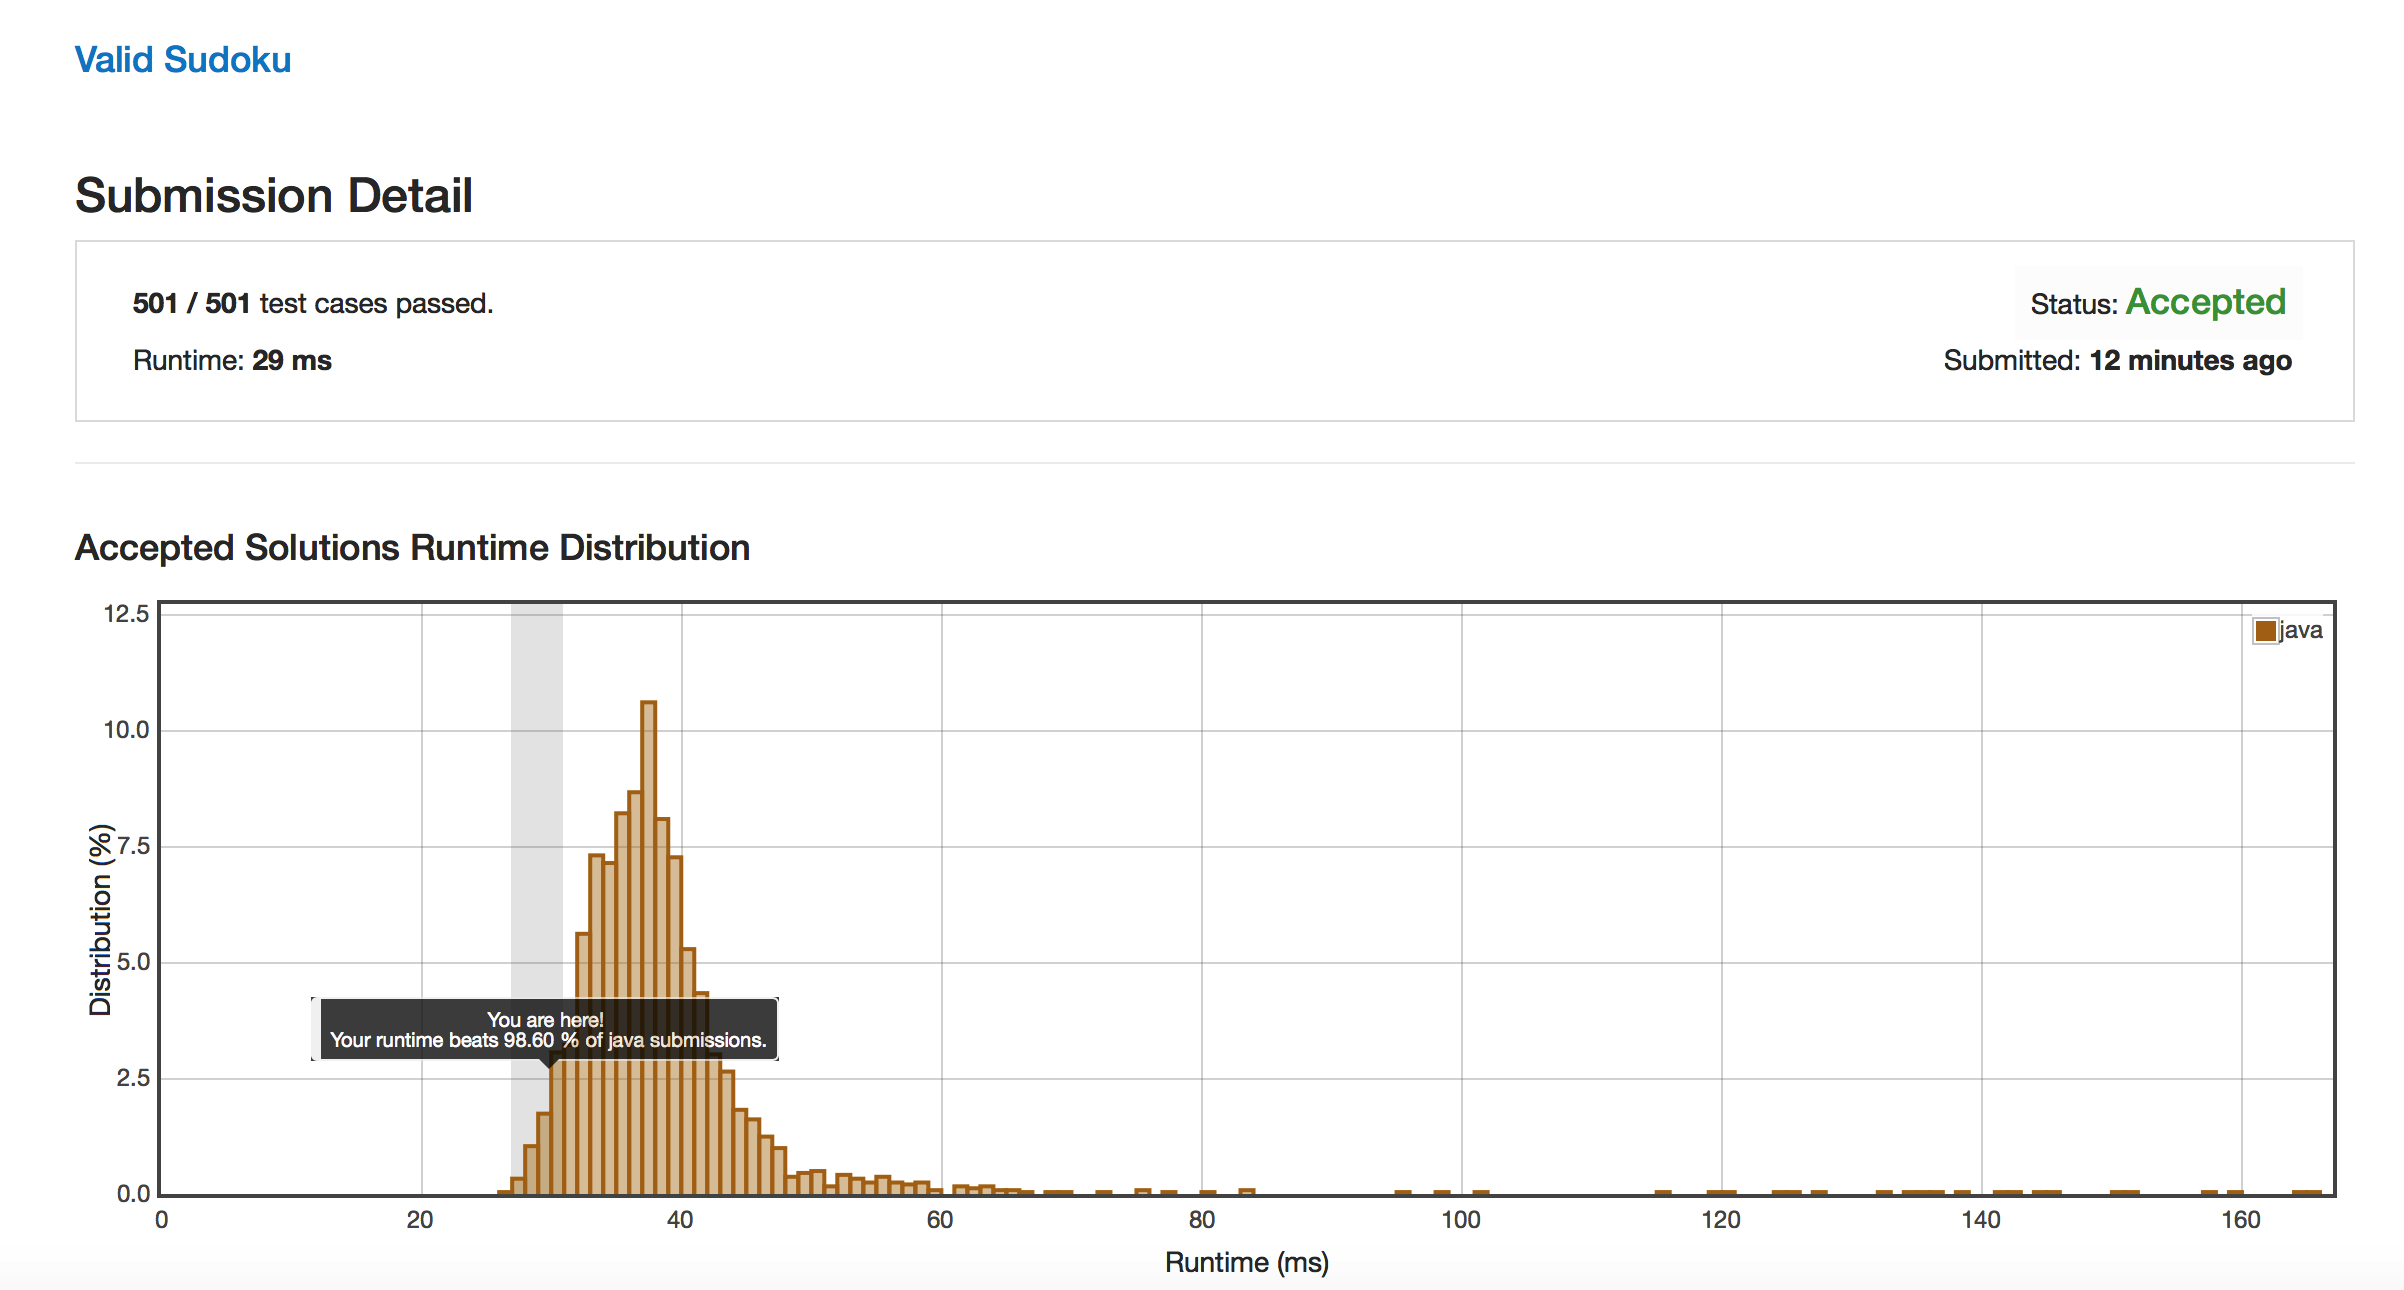 Valid Sudoku
Submission Detail
501 / 501 test cases passed.
Status: Accepted
Runtime: 29 ms
Submitted: 12 minutes ago
Accepted Solutions Runtime Distribution
java
12.5
10.0
7.5
5.0
2.5
0.0
Distribution (%)
You are here!
Your runtime beats 98.60 % of java submissions.
0 20 40 60 80 100 120 140 160
Runtime (ms)